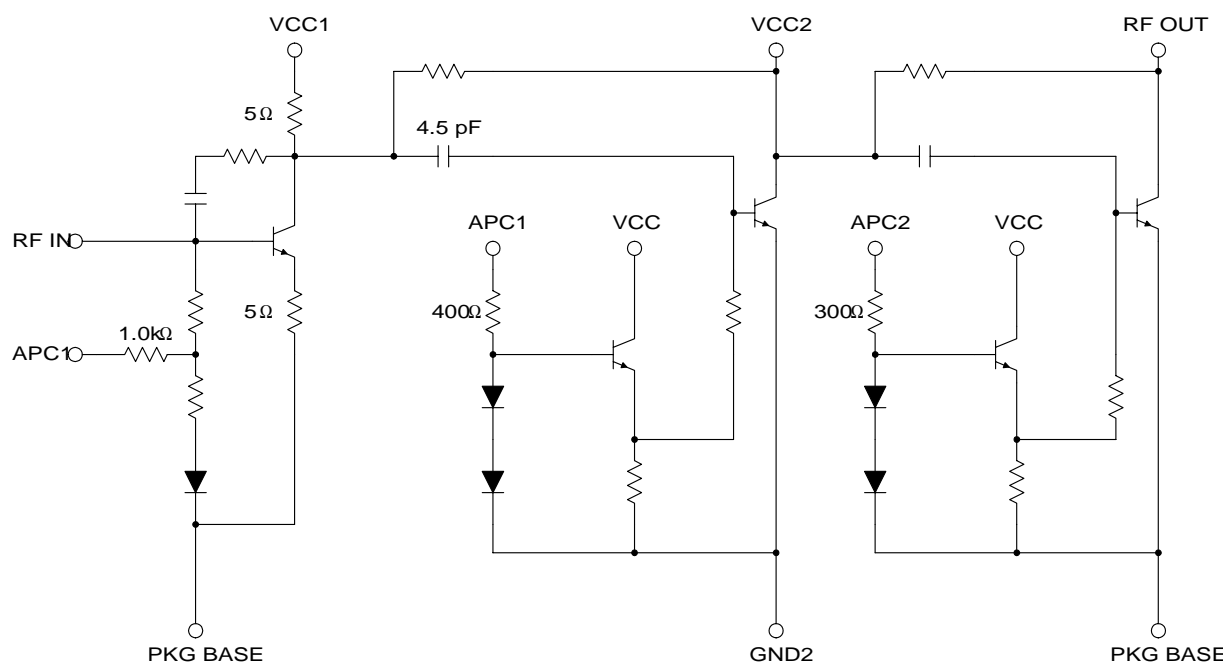 VCC1
VCC2
RF OUT
5Ω
4.5 pF
APC1
VCC
APC2
VCC
RF IN
5Ω
400Ω
300Ω
1.0kΩ
APC1
PKG BASE
GND2
PKG BASE